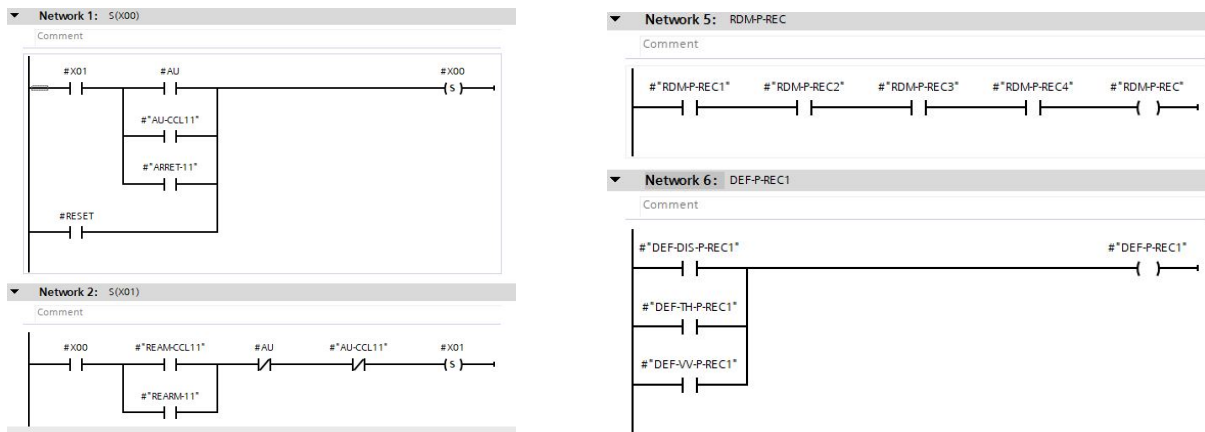 Network 1: S(X00)
Comment
#X01 #AU #X00
( S )
#"AU-CCL11"
#"ARRET-11"
#RESET
Network 2: S(X01)
Comment
#X00 #"REAM-CCL11" #AU #"AU-CCL11" #X01
( S )
#"REARM-11"
Network 5: RDM-P-REC
Comment
#"RDM-P-REC1" #"RDM-P-REC2" #"RDM-P-REC3" #"RDM-P-REC4" #"RDM-P-REC"
Network 6: DEF-P-REC1
Comment
#"DEF-DIS-P-REC1" #"DEF-P-REC1"
#"DEF-TH-P-REC1"
#"DEF-VV-P-REC1"